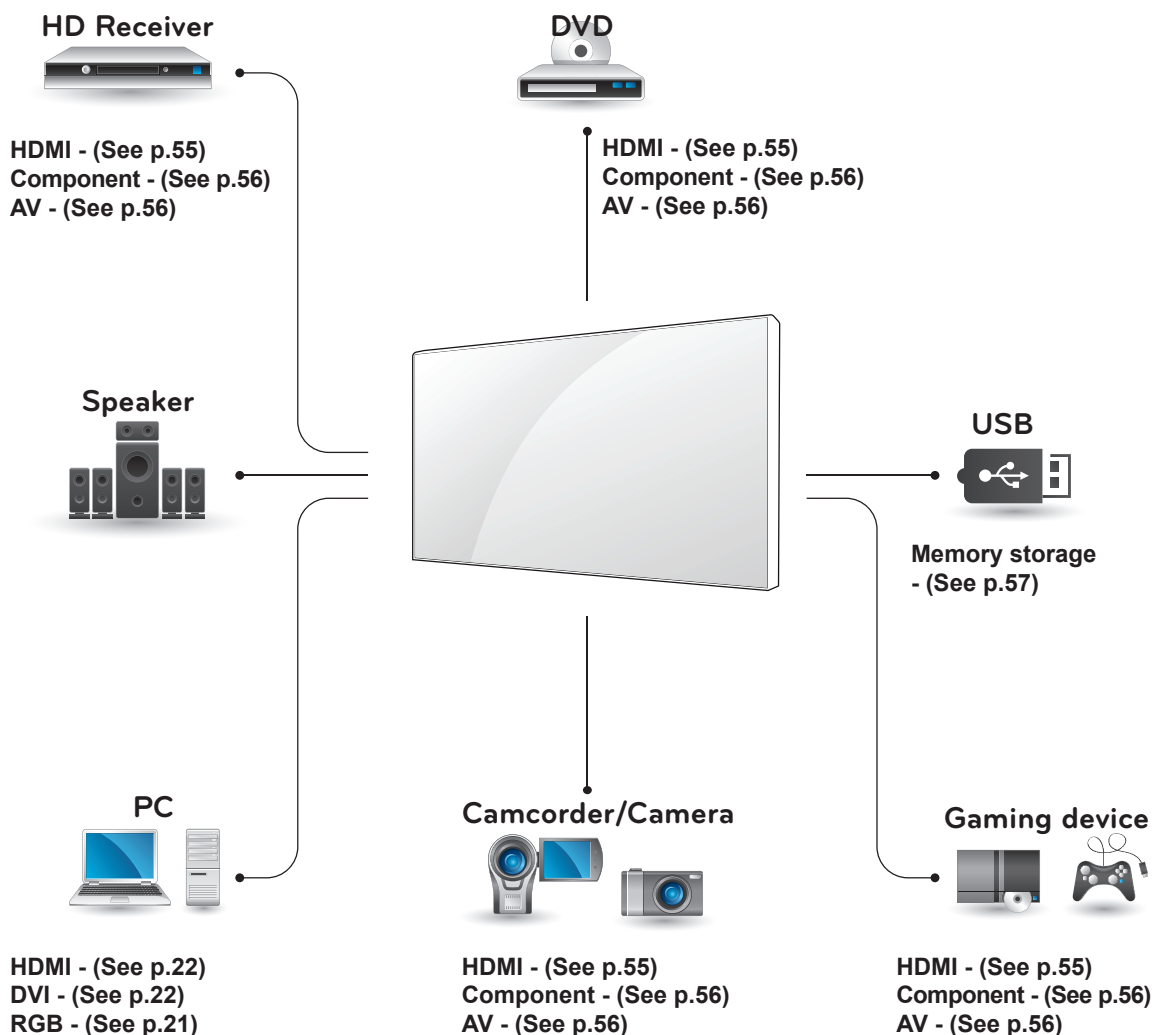 HD Receiver
HDMI - (See p.55)
Component - (See p.56)
AV - (See p.56)
DVD
HDMI - (See p.55)
Component - (See p.56)
AV - (See p.56)
Speaker
USB
Memory storage
- (See p.57)
PC
HDMI - (See p.22)
DVI - (See p.22)
RGB - (See p.21)
Camcorder/Camera
HDMI - (See p.55)
Component - (See p.56)
AV - (See p.56)
Gaming device
HDMI - (See p.55)
Component - (See p.56)
AV - (See p.56)